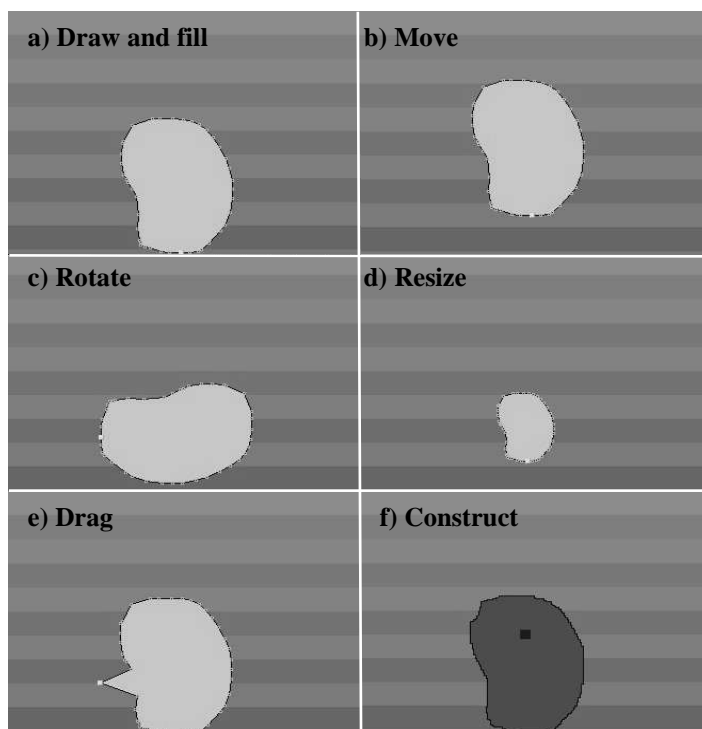 a) Draw and fill
b) Move
c) Rotate
d) Resize
e) Drag
f) Construct